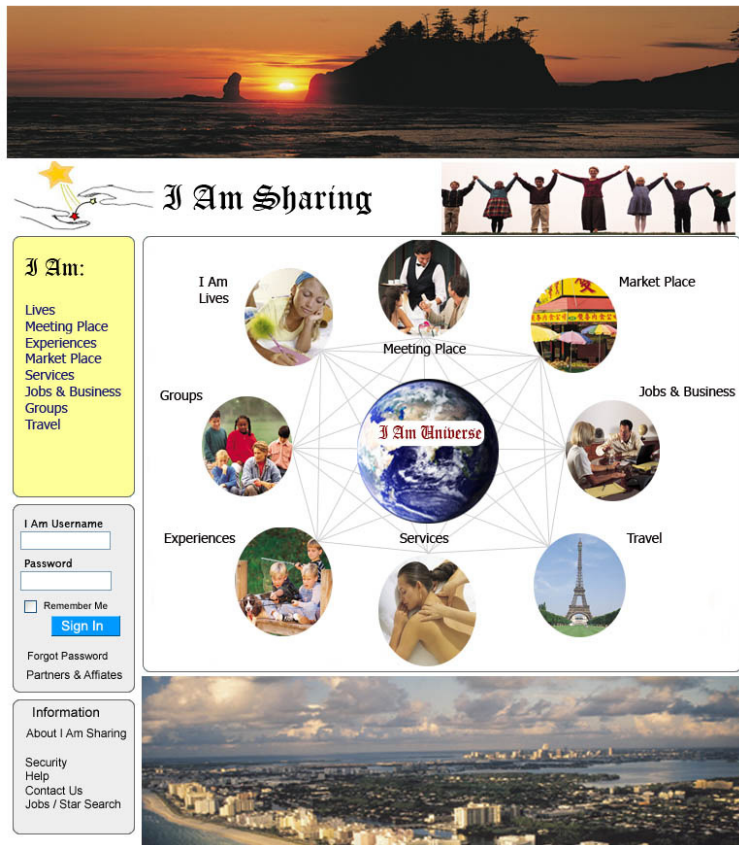 I Am Sharing
I Am:
Lives
Meeting Place
Experiences
Market Place
Services
Jobs & Business
Groups
Travel
I Am Username
Password
Remember Me
Sign In
Forgot Password
Partners & Affiates
Information
About I Am Sharing
Security
Help
Contact Us
Jobs / Star Search
I Am
Lives
Meeting Place
Market Place
Groups
Jobs & Business
I Am Universe
Experiences
Services
Travel